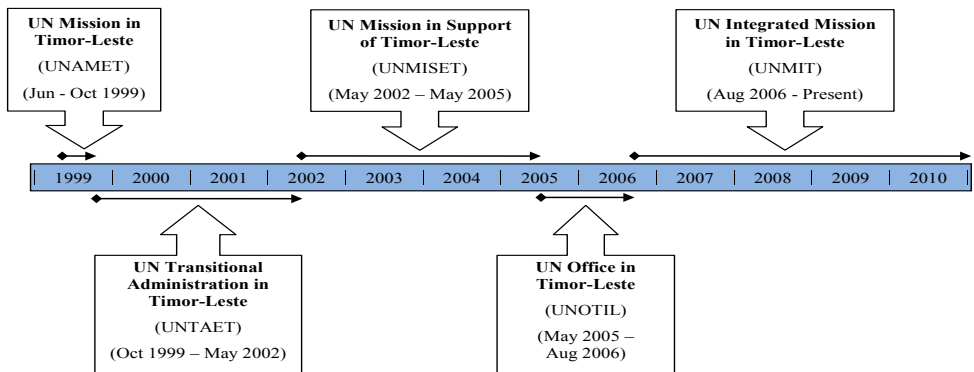 UN Mission in
Timor-Leste
(UNAMET)
(Jun - Oct 1999)
UN Mission in Support
of Timor-Leste
(UNMISET)
(May 2002 – May 2005)
UN Integrated Mission
in Timor-Leste
(UNMIT)
(Aug 2006 - Present)
1999 2000 2001 2002 2003 2004 2005 2006 2007 2008 2009 2010
UN Transitional
Administration in
Timor-Leste
(UNTAET)
(Oct 1999 – May 2002)
UN Office in
Timor-Leste
(UNOTIL)
(May 2005 –
Aug 2006)